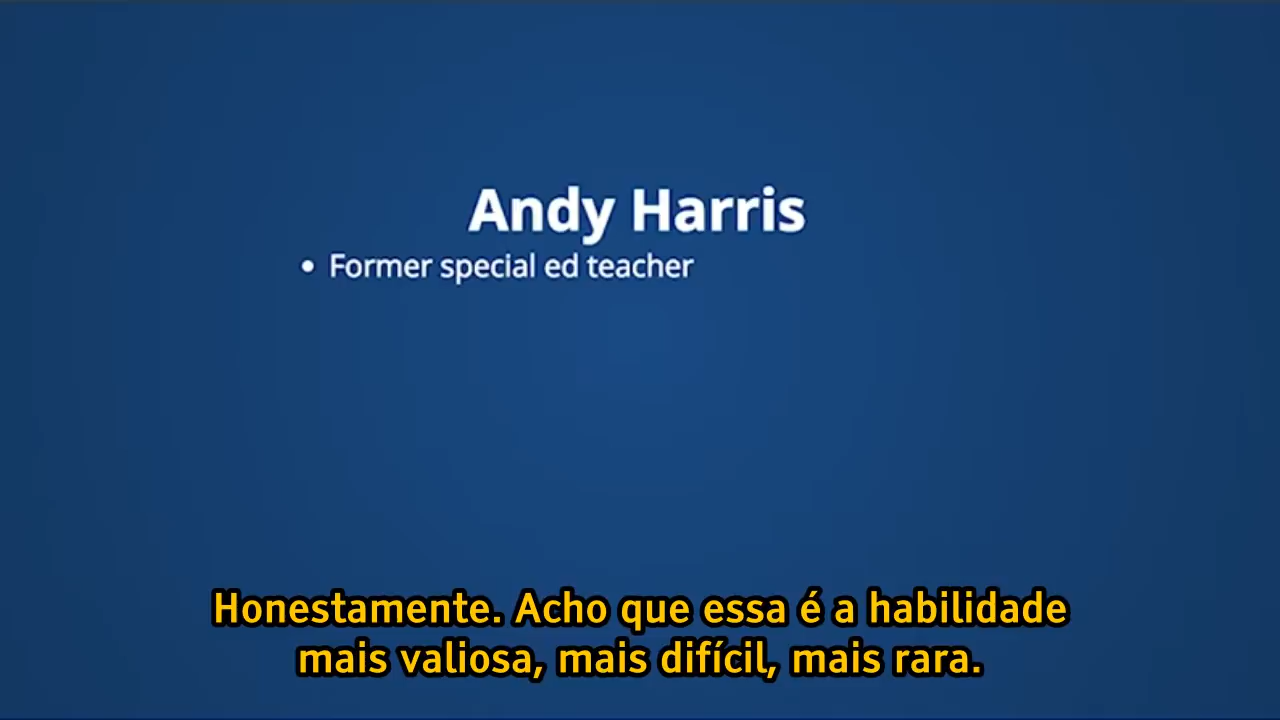 Andy Harris
• Former special ed teacher
Honestamente. Acho que essa é a habilidade
mais valiosa, mais difícil, mais rara.